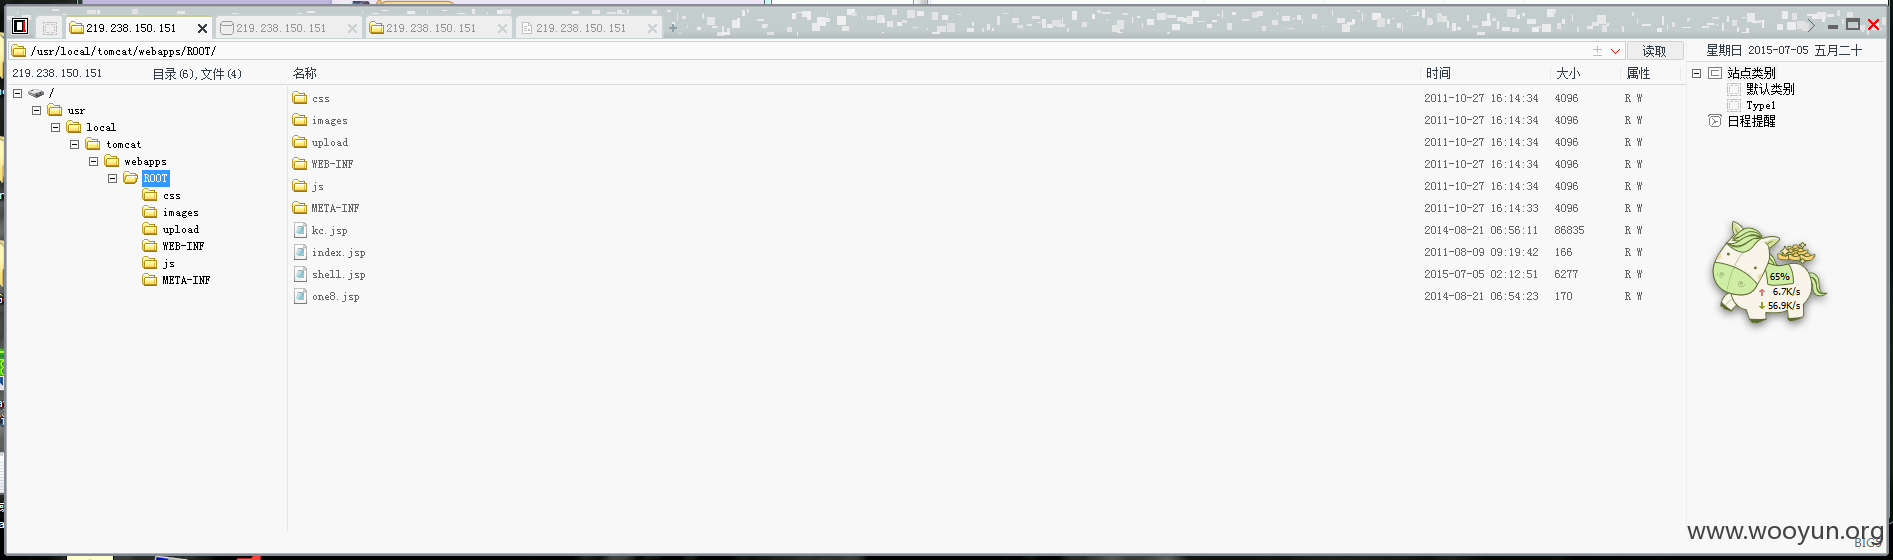 219.238.150.151 219.238.150.151 219.238.150.151 219.238.150.151
/usr/local/tomcat/webapps/ROOT/ 读取 星期日 2015-07-05 五月二十
219.238.150.151 目录(6),文件(4) 名称 时间 大小 属性
/
usr
local
tomcat
webapps
ROOT
css
images
upload
WEB-INF
js
META-INF
css 2011-10-27 16:14:34 4096 R W
images 2011-10-27 16:14:34 4096 R W
upload 2011-10-27 16:14:34 4096 R W
WEB-INF 2011-10-27 16:14:34 4096 R W
js 2011-10-27 16:14:34 4096 R W
META-INF 2011-10-27 16:14:33 4096 R W
kc.jsp 2014-08-21 06:56:11 86835 R W
index.jsp 2011-08-09 09:19:42 166 R W
shell.jsp 2015-07-05 02:12:51 6277 R W
one8.jsp 2014-08-21 06:54:23 170 R W
站点类别
默认类别
Type1
日程提醒
65%
6.7K/s
56.9K/s
www.wooyun.org
BIG5